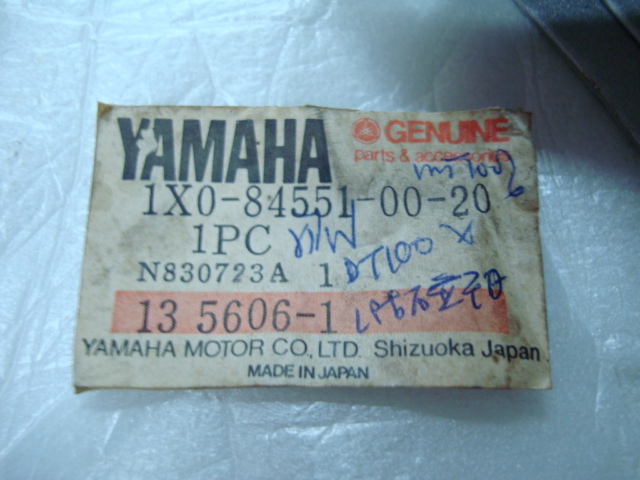 YAMAHA GENUINE
parts & accessories
1X0-84551-00-20
1PC
N830723A 1 DT100 X
13 5606-1
YAMAHA MOTOR CO., LTD. Shizuoka Japan
MADE IN JAPAN